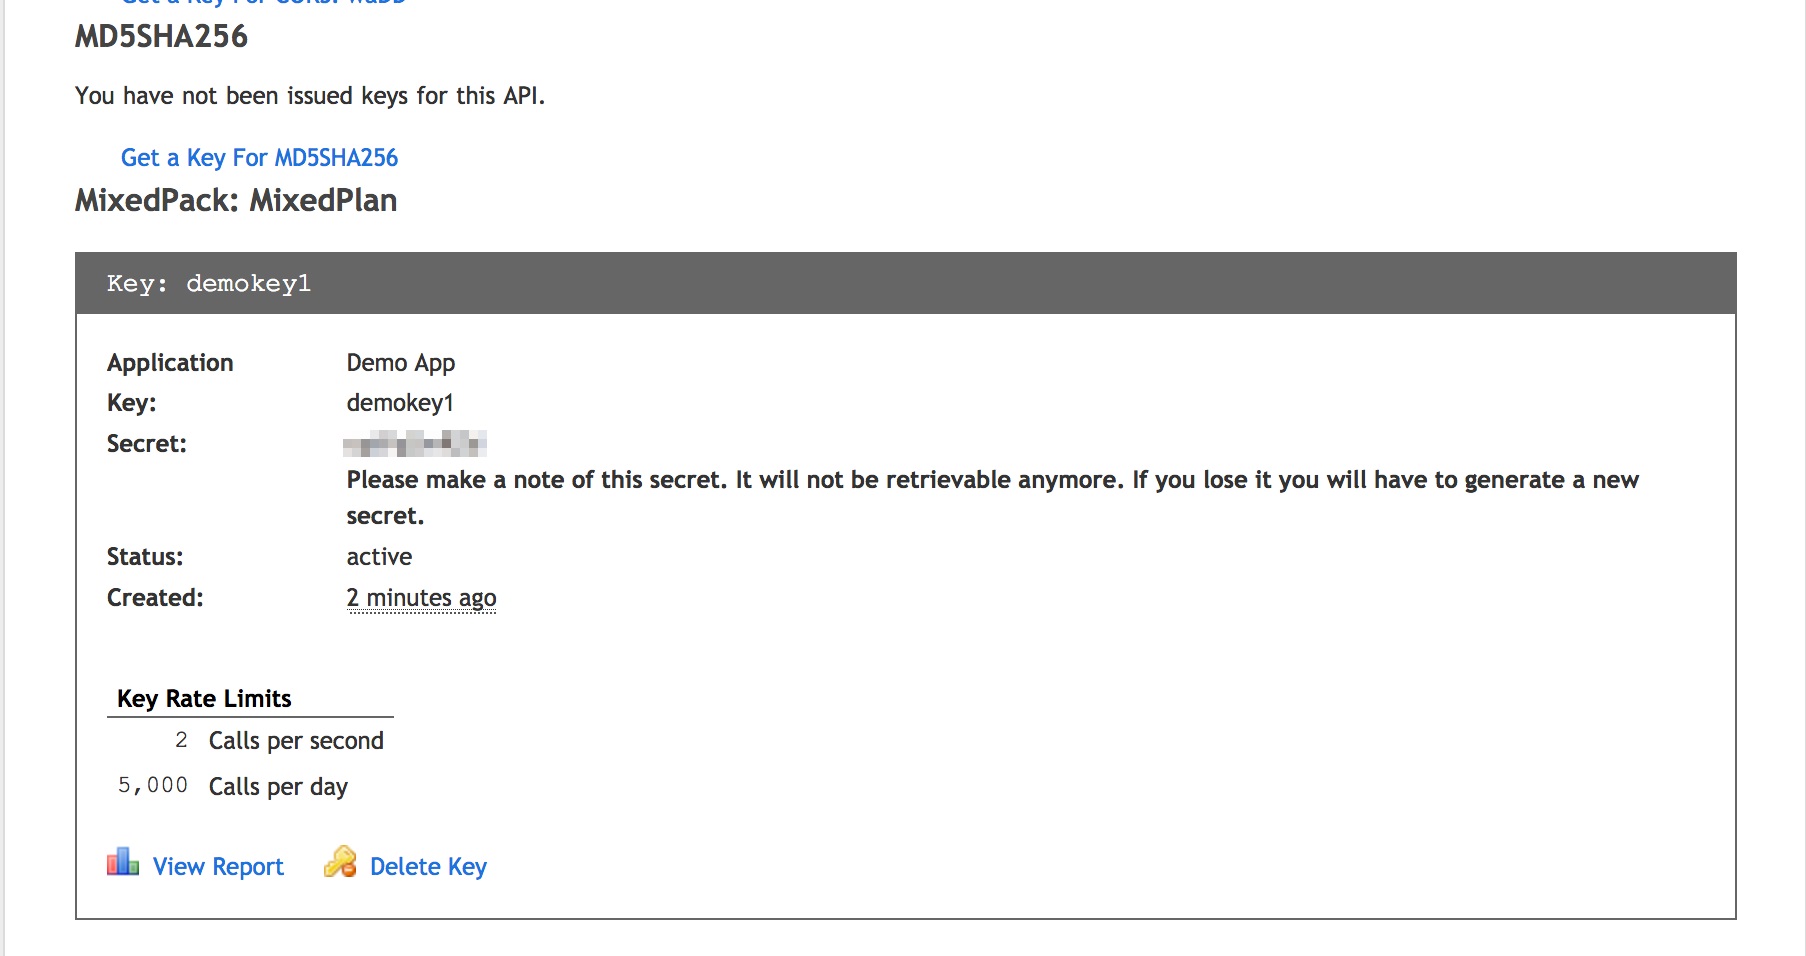 MD5SHA256
You have not been issued keys for this API.
Get a Key For MD5SHA256
MixedPack: MixedPlan
Key: demokey1
Application Demo App
Key: demokey1
Secret:
Please make a note of this secret. It will not be retrievable anymore. If you lose it you will have to generate a new
secret.
Status: active
Created: 2 minutes ago
Key Rate Limits
2 Calls per second
5,000 Calls per day
View Report Delete Key